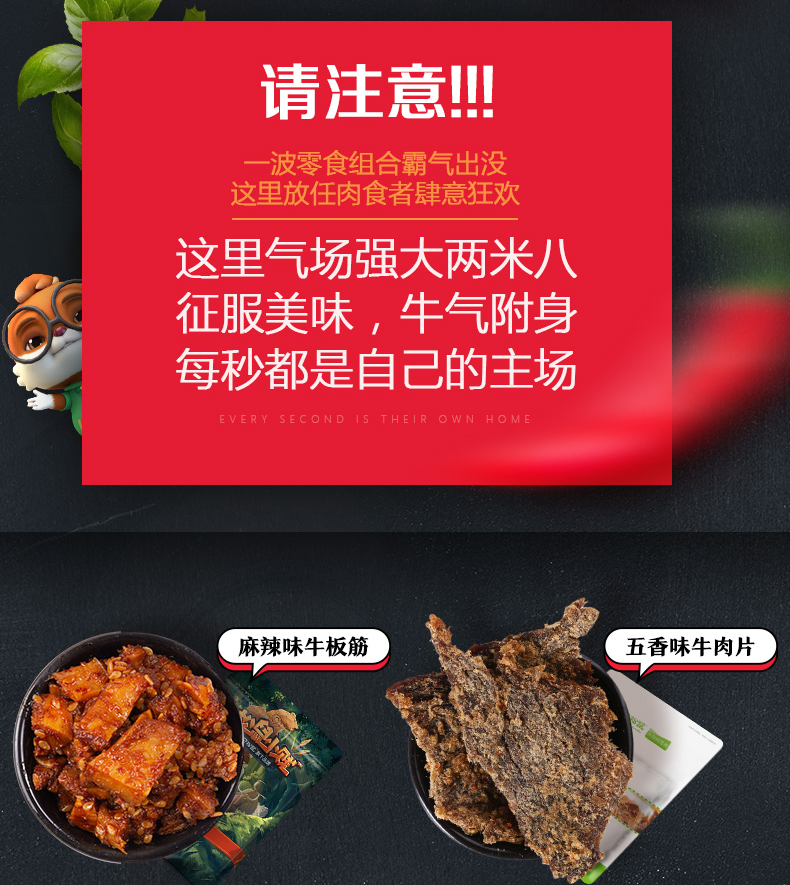 请注意!!!
一波零食组合霸气出没
这里放任肉食者肆意狂欢
这里气场强大两米八
征服美味，牛气附身
每秒都是自己的主场
EVERY SECOND IS THEIR OWN HOME
麻辣味牛板筋
五香味牛肉片